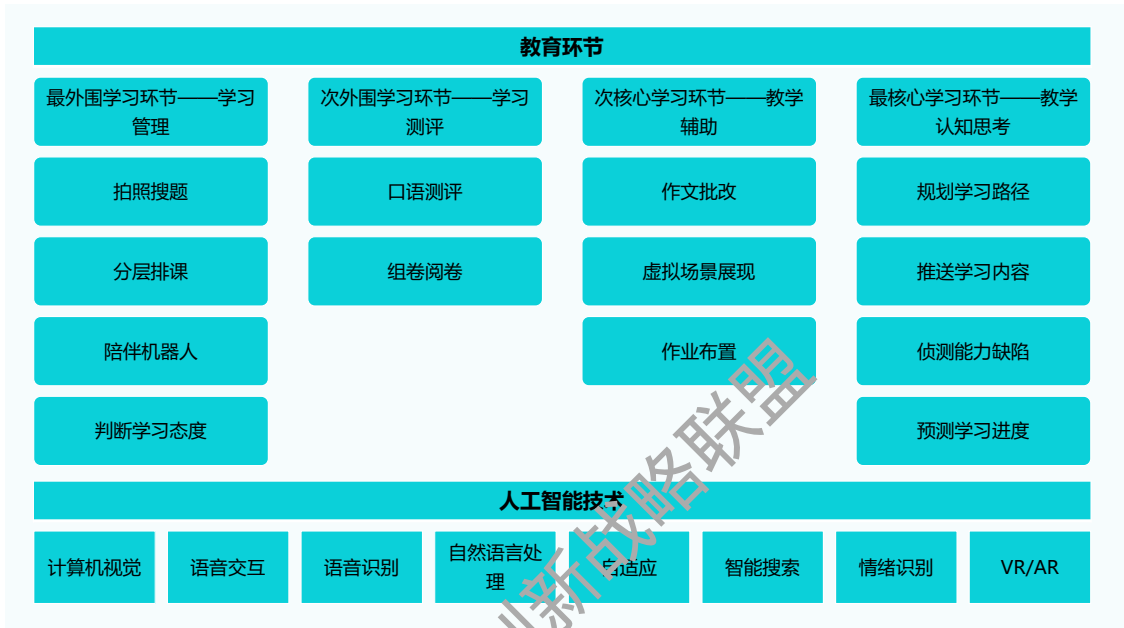 教育环节
最外围学习环节——学习
管理
次外围学习环节——学习
测评
次核心学习环节——教学
辅助
最核心学习环节——教学
认知思考
拍照搜题
口语测评
作文批改
规划学习路径
分层排课
组卷阅卷
虚拟场景展现
推送学习内容
陪伴机器人
作业布置
侦测能力缺陷
判断学习态度
预测学习进度
人工智能技术
计算机视觉
语音交互
语音识别
自然语言处
理
自适应
智能搜索
情绪识别
VR/AR
新战略联盟